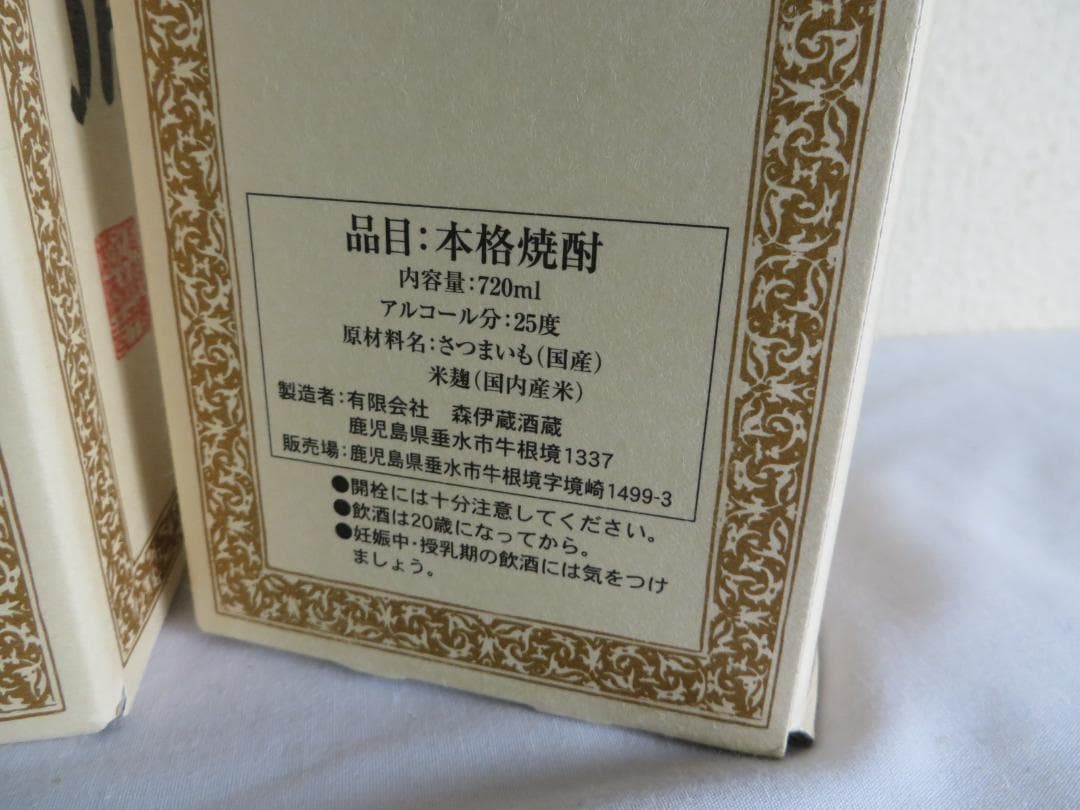 品目：本格焼酎
内容量：720ml
アルコール分：25度
原材料名：さつまいも（国産）
米麹（国内産米）
製造者：有限会社　森伊蔵酒蔵
鹿児島県垂水市牛根境1337
販売場：鹿児島県垂水市牛根境字境崎1499-3
●開栓には十分注意してください。
●飲酒は20歳になってから。
●妊娠中・授乳期の飲酒には気をつけ
ましょう。